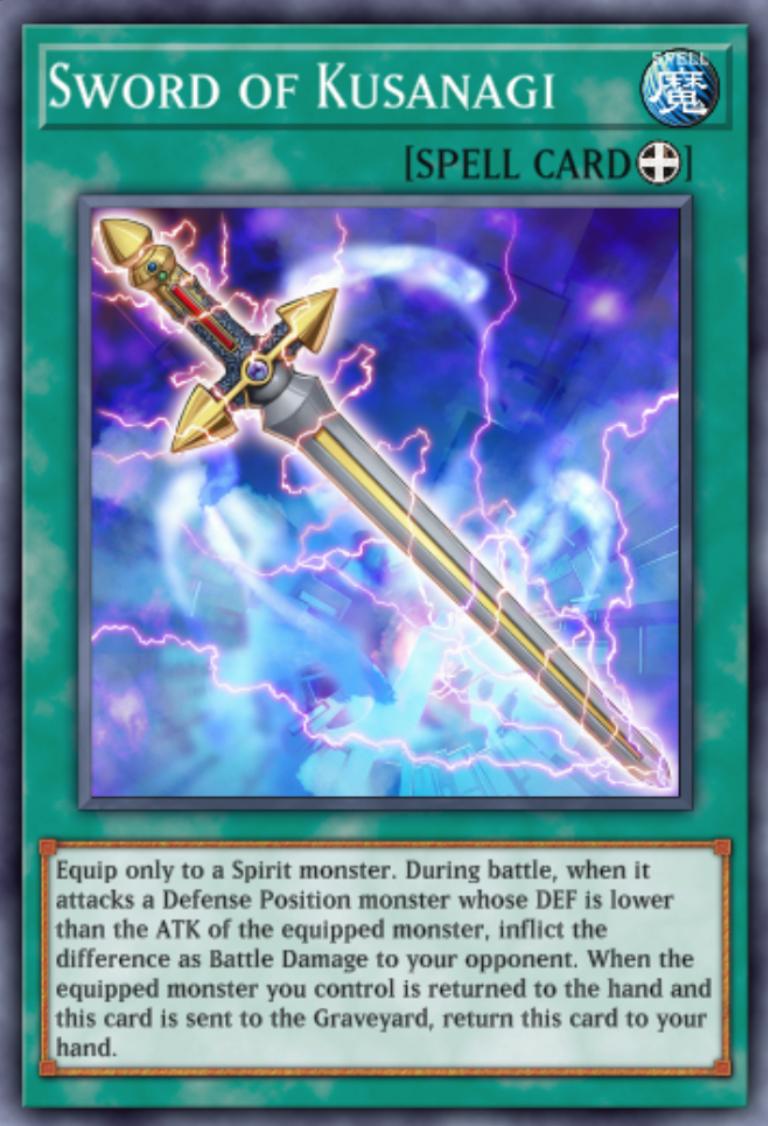 Sword of Kusanagi
SPELL
魔
[SPELL CARD]
Equip only to a Spirit monster. During battle, when it
attacks a Defense Position monster whose DEF is lower
than the ATK of the equipped monster, inflict the
difference as Battle Damage to your opponent. When the
equipped monster you control is returned to the hand and
this card is sent to the Graveyard, return this card to your
hand.